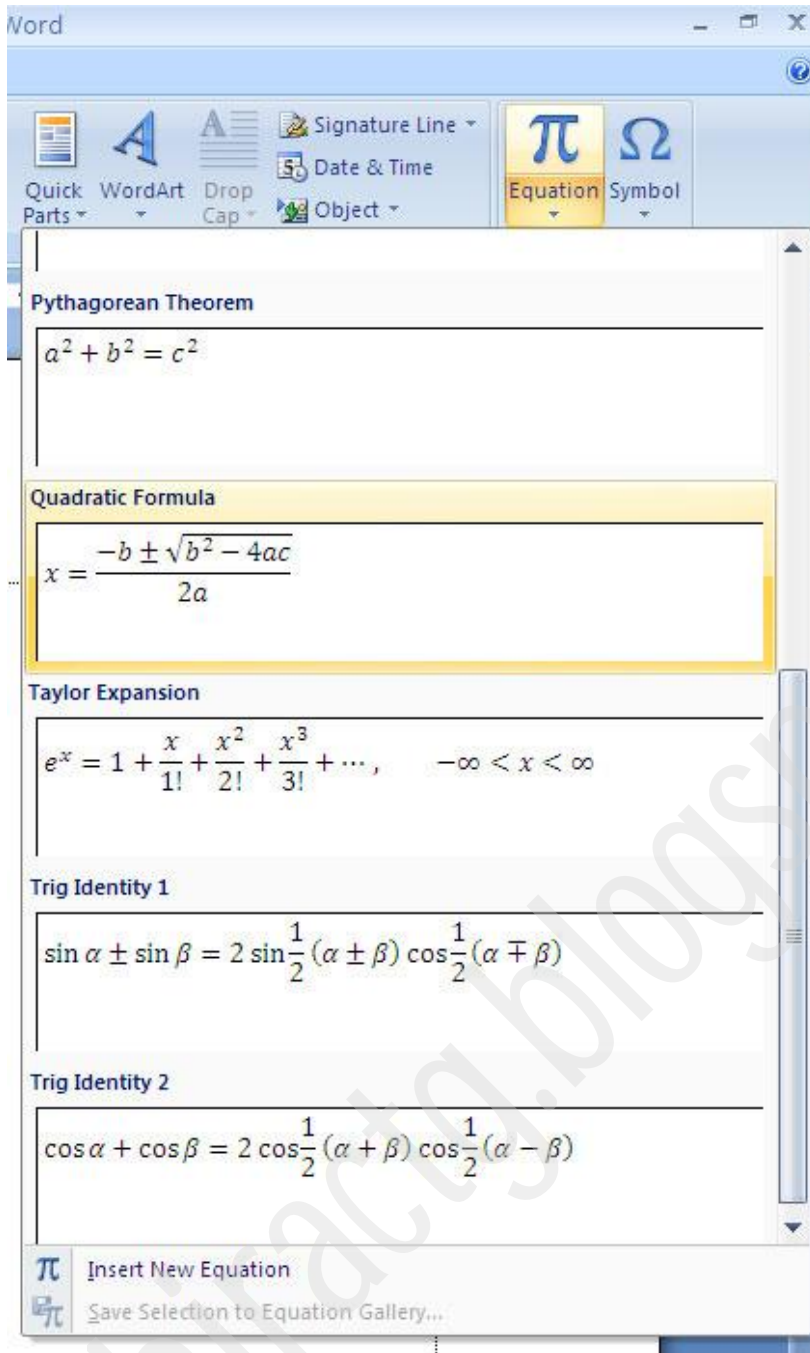 Word
Signature Line
Date & Time
Object
Quick Parts
WordArt
Drop Cap
π
Equation
Ω
Symbol
Pythagorean Theorem
a² + b² = c²
Quadratic Formula
x = (−b ± √(b² − 4ac)) / 2a
Taylor Expansion
eˣ = 1 + x/1! + x²/2! + x³/3! + ⋯ , −∞ < x < ∞
Trig Identity 1
sin α ± sin β = 2 sin 1/2 (α ± β) cos 1/2 (α ∓ β)
Trig Identity 2
cos α + cos β = 2 cos 1/2 (α + β) cos 1/2 (α − β)
π Insert New Equation
Save Selection to Equation Gallery...